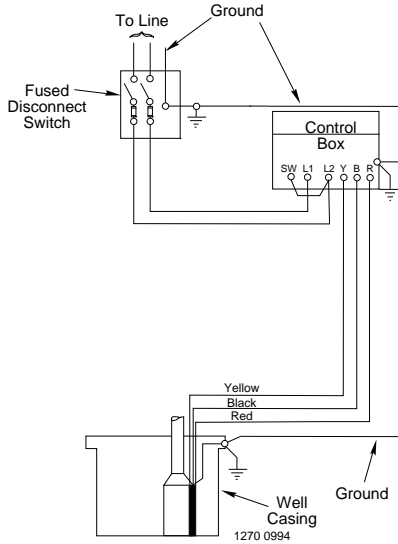 To Line
Ground
Fused
Disconnect
Switch
Control
Box
SW L1 L2 Y B R
Yellow
Black
Red
Well
Casing
Ground
1270 0994